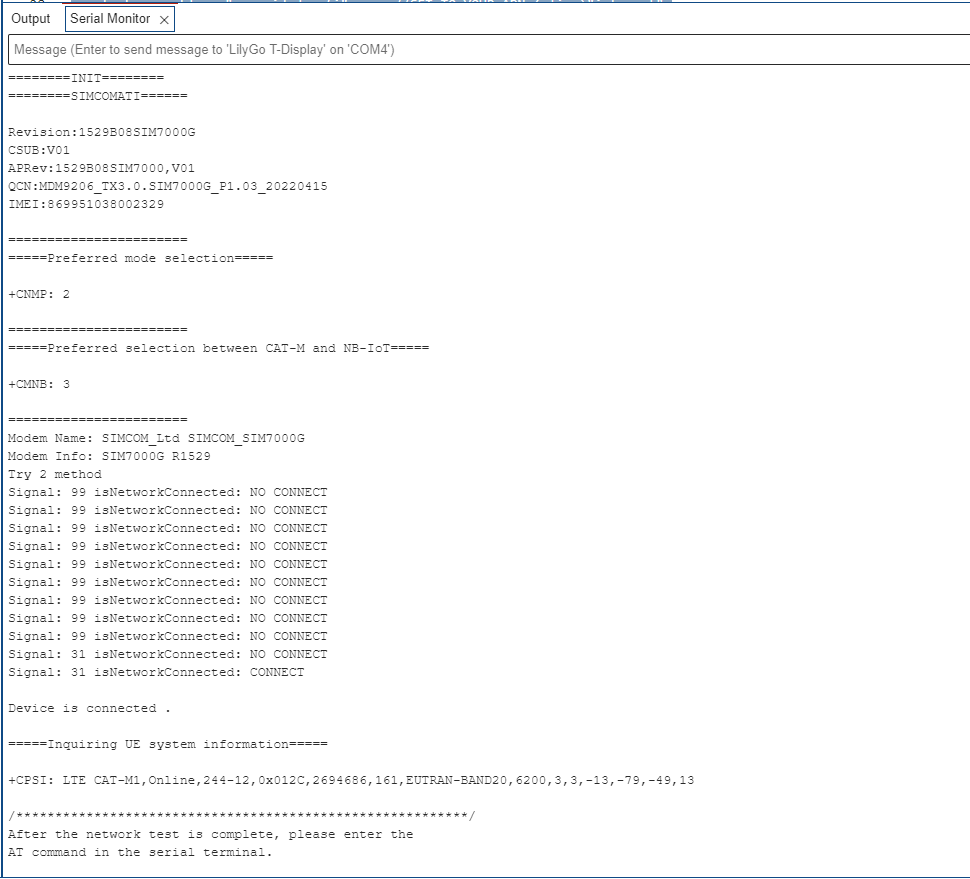 Output Serial Monitor
Message (Enter to send message to 'LilyGo T-Display' on 'COM4')
========INIT========
========SIMCOMATI======
Revision:1529B08SIM7000G
CSUB:V01
APRev:1529B08SIM7000,V01
QCN:MDM9206_TX3.0.SIM7000G_P1.03_20220415
IMEI:869951038002329
=======================
=====Preferred mode selection=====
+CNMP: 2
=======================
=====Preferred selection between CAT-M and NB-IoT=====
+CMNB: 3
=======================
Modem Name: SIMCOM_Ltd SIMCOM_SIM7000G
Modem Info: SIM7000G R1529
Try 2 method
Signal: 99 isNetworkConnected: NO CONNECT
Signal: 99 isNetworkConnected: NO CONNECT
Signal: 99 isNetworkConnected: NO CONNECT
Signal: 99 isNetworkConnected: NO CONNECT
Signal: 99 isNetworkConnected: NO CONNECT
Signal: 99 isNetworkConnected: NO CONNECT
Signal: 99 isNetworkConnected: NO CONNECT
Signal: 99 isNetworkConnected: NO CONNECT
Signal: 99 isNetworkConnected: NO CONNECT
Signal: 31 isNetworkConnected: NO CONNECT
Signal: 31 isNetworkConnected: CONNECT
Device is connected .
=====Inquiring UE system information=====
+CPSI: LTE CAT-M1,Online,244-12,0x012C,2694686,161,EUTRAN-BAND20,6200,3,3,-13,-79,-49,13
/**********************************************************/
After the network test is complete, please enter the
AT command in the serial terminal.